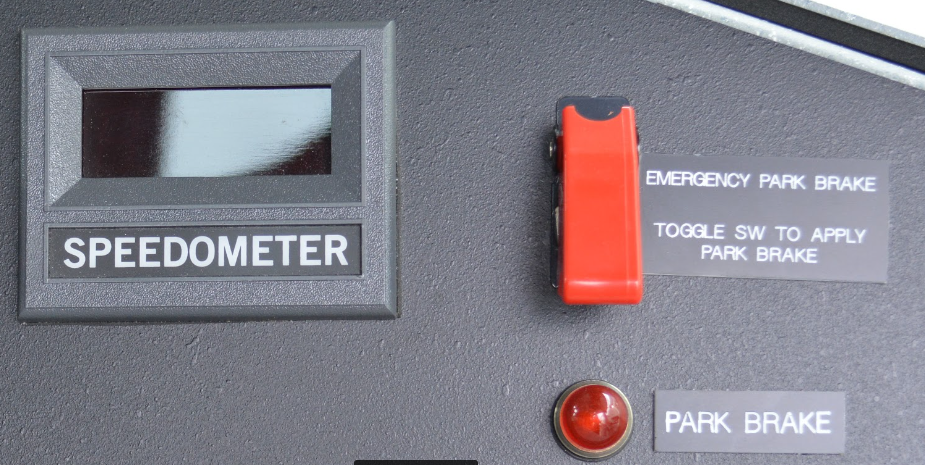 SPEEDOMETER
EMERGENCY PARK BRAKE
TOGGLE SW TO APPLY
PARK BRAKE
PARK BRAKE